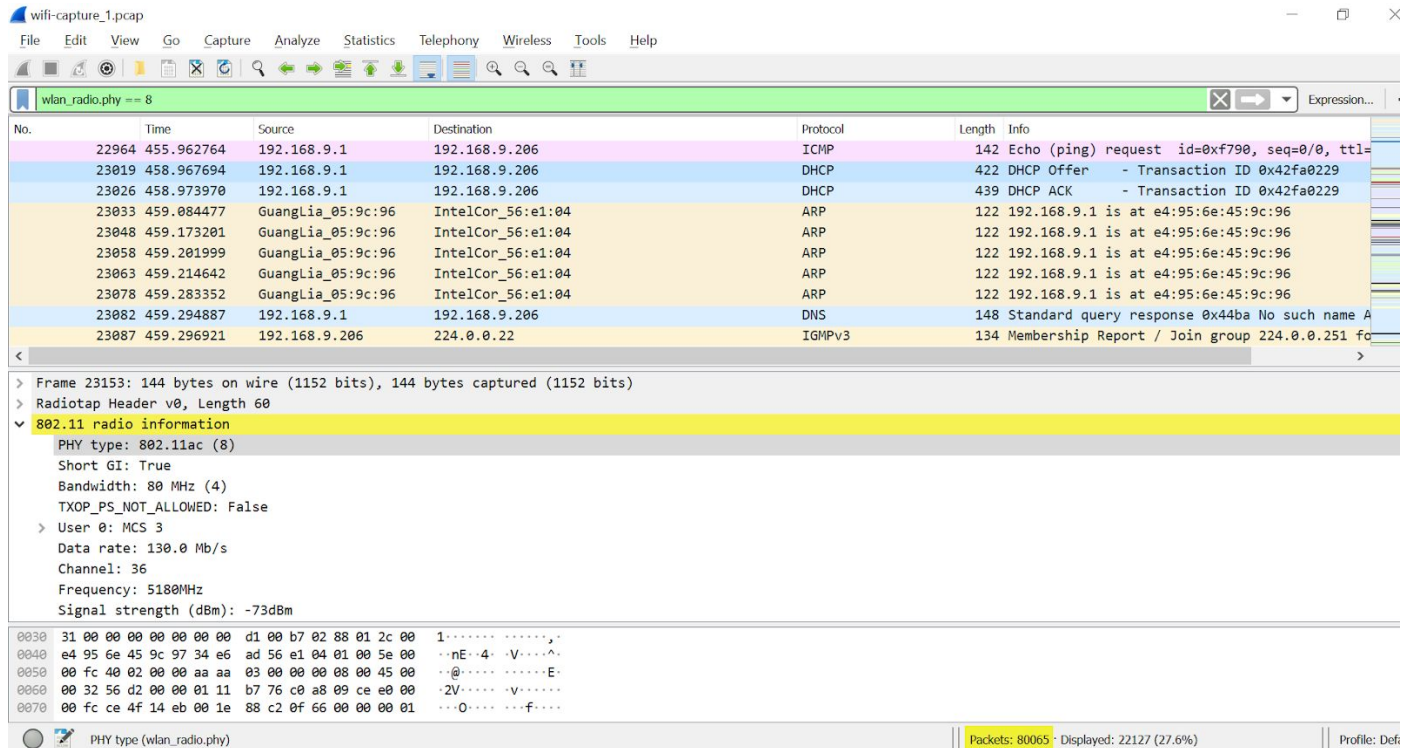 wifi-capture_1.pcap
File Edit View Go Capture Analyze Statistics Telephony Wireless Tools Help
wlan_radio.phy == 8 Expression...
No. Time Source Destination Protocol Length Info
22964 455.962764 192.168.9.1 192.168.9.206 ICMP 142 Echo (ping) request id=0xf790, seq=0/0, ttl=
23019 458.967694 192.168.9.1 192.168.9.206 DHCP 422 DHCP Offer - Transaction ID 0x42fa0229
23026 458.973970 192.168.9.1 192.168.9.206 DHCP 439 DHCP ACK - Transaction ID 0x42fa0229
23033 459.084477 GuangLia_05:9c:96 IntelCor_56:e1:04 ARP 122 192.168.9.1 is at e4:95:6e:45:9c:96
23048 459.173201 GuangLia_05:9c:96 IntelCor_56:e1:04 ARP 122 192.168.9.1 is at e4:95:6e:45:9c:96
23058 459.201999 GuangLia_05:9c:96 IntelCor_56:e1:04 ARP 122 192.168.9.1 is at e4:95:6e:45:9c:96
23063 459.214642 GuangLia_05:9c:96 IntelCor_56:e1:04 ARP 122 192.168.9.1 is at e4:95:6e:45:9c:96
23078 459.283352 GuangLia_05:9c:96 IntelCor_56:e1:04 ARP 122 192.168.9.1 is at e4:95:6e:45:9c:96
23082 459.294887 192.168.9.1 192.168.9.206 DNS 148 Standard query response 0x44ba No such name A
23087 459.296921 192.168.9.206 224.0.0.22 IGMPv3 134 Membership Report / Join group 224.0.0.251 fo
Frame 23153: 144 bytes on wire (1152 bits), 144 bytes captured (1152 bits)
Radiotap Header v0, Length 60
802.11 radio information
PHY type: 802.11ac (8)
Short GI: True
Bandwidth: 80 MHz (4)
TXOP_PS_NOT_ALLOWED: False
User 0: MCS 3
Data rate: 130.0 Mb/s
Channel: 36
Frequency: 5180MHz
Signal strength (dBm): -73dBm
0030 31 00 00 00 00 00 00 00 d1 00 b7 02 88 01 2c 00 1······· ······,·
0040 e4 95 6e 45 9c 97 34 e6 ad 56 e1 04 01 00 5e 00 ··nE··4· ·V····^·
0050 00 fc 40 02 00 00 aa aa 03 00 00 00 08 00 45 00 ··@····· ······E·
0060 00 32 56 d2 00 00 01 11 b7 76 c0 a8 09 ce e0 00 ·2V····· ·v······
0070 00 fc ce 4f 14 eb 00 1e 88 c2 0f 66 00 00 00 01 ···O···· ···f····
PHY type (wlan_radio.phy) Packets: 80065 · Displayed: 22127 (27.6%) Profile: Defa